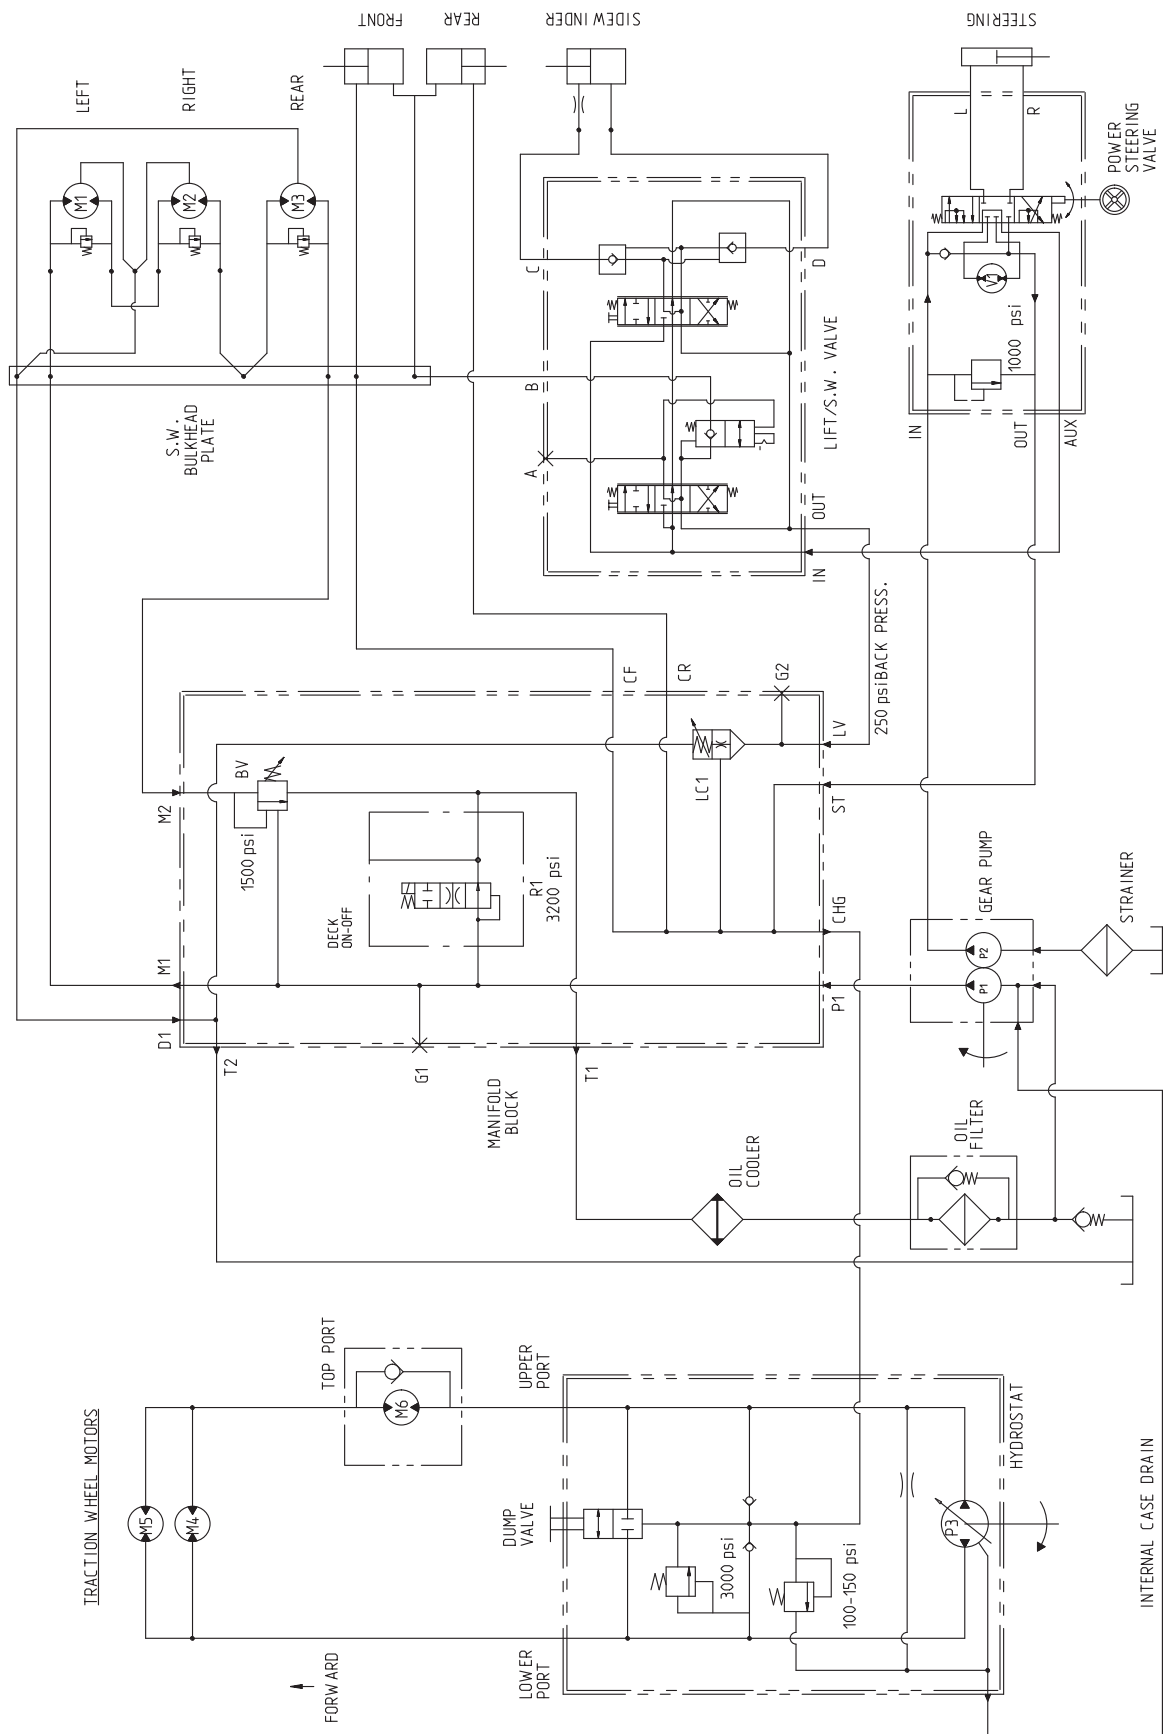 FRONT
REAR
SIDEWINDER
STEERING
LEFT
RIGHT
REAR
M1
M2
M3
L
R
POWER
STEERING
VALVE
C
D
V1
1000 psi
B
A
LIFT/S.W. VALVE
IN
OUT
AUX
S.W.
BULKHEAD
PLATE
OUT
IN
250 psi BACK PRESS.
CF
CR
G2
LV
LC1
ST
BV
M2
1500 psi
DECK
ON-OFF
R1
3200 psi
CHG
M1
P1
D1
T2
G1
T1
MANIFOLD
BLOCK
GEAR PUMP
P2
P1
STRAINER
OIL
COOLER
OIL
FILTER
TRACTION WHEEL MOTORS
TOP PORT
M6
M5
M4
UPPER
PORT
DUMP
VALVE
3000 psi
100-150 psi
P3
HYDROSTAT
LOWER
PORT
FORWARD
INTERNAL CASE DRAIN